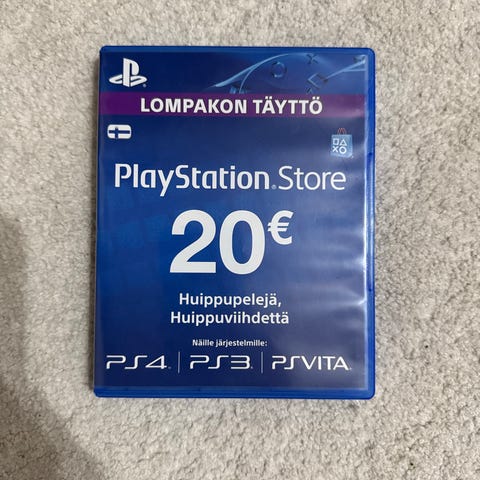 LOMPAKON TÄYTTÖ
PlayStation®Store
20€
Huippupelejä,
Huippuviihdettä
Näille järjestelmille:
PS4 | PS3 | PSVITA